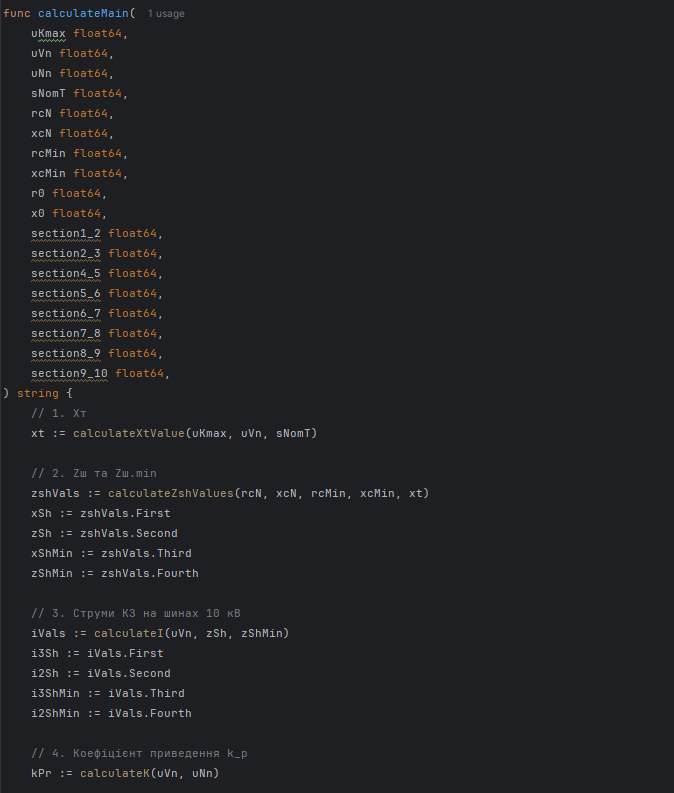 func calculateMain( 1 usage
    uKmax float64,
    uVn float64,
    uNn float64,
    sNomT float64,
    rcN float64,
    xcN float64,
    rcMin float64,
    xcMin float64,
    r0 float64,
    x0 float64,
    section1_2 float64,
    section2_3 float64,
    section4_5 float64,
    section5_6 float64,
    section6_7 float64,
    section7_8 float64,
    section8_9 float64,
    section9_10 float64,
) string {
    // 1. Xт
    xt := calculateXtValue(uKmax, uVn, sNomT)
    // 2. Zш та Zш.min
    zshVals := calculateZshValues(rcN, xcN, rcMin, xcMin, xt)
    xSh := zshVals.First
    zSh := zshVals.Second
    xShMin := zshVals.Third
    zShMin := zshVals.Fourth
    // 3. Струми КЗ на шинах 10 кВ
    iVals := calculateI(uVn, zSh, zShMin)
    i3Sh := iVals.First
    i2Sh := iVals.Second
    i3ShMin := iVals.Third
    i2ShMin := iVals.Fourth
    // 4. Коефіцієнт приведення k_p
    kPr := calculateK(uVn, uNn)